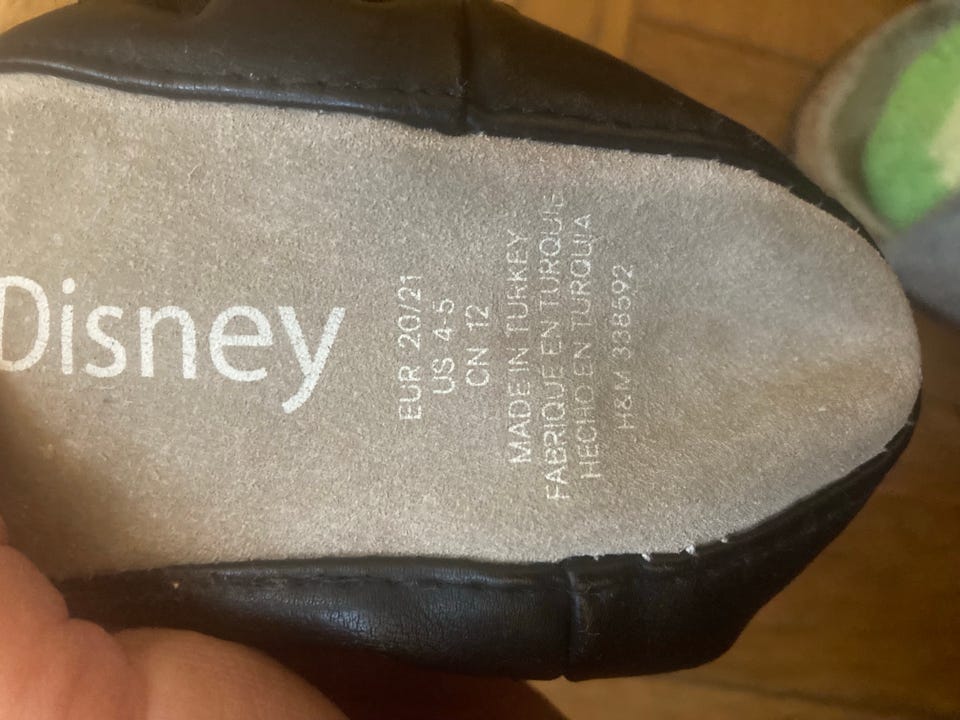 Disney
EUR 20/21
US 4-5
CN 12
MADE IN TURKEY
FABRIQUE EN TURQUIE
HECHO EN TURQUIA
H&M 338592